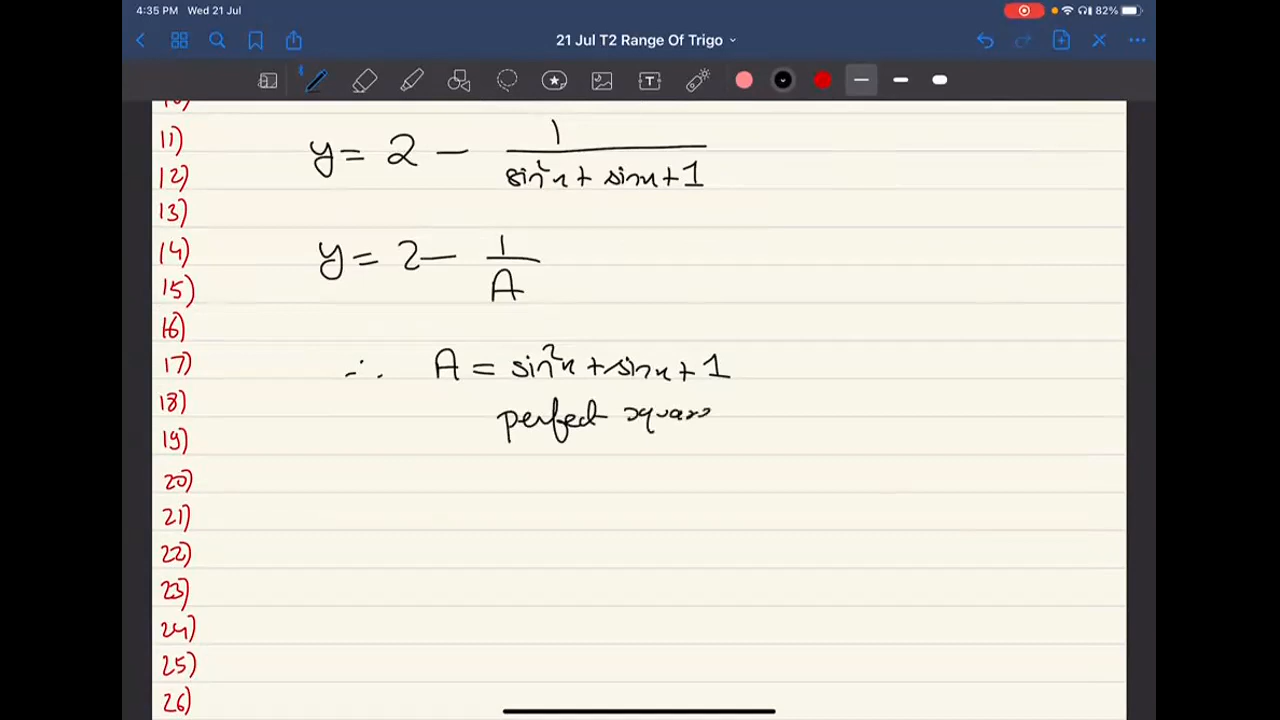 4:35 PM Wed 21 Jul 82%
21 Jul T2 Range Of Trigo
T
10)
11)
y = 2 - 1 / (sin²x + sinx + 1)
12)
13)
14)
y = 2 - 1 / A
15)
16)
17) ∴ A = sin²x + sinx + 1
18) perfect square
19)
20)
21)
22)
23)
24)
25)
26)